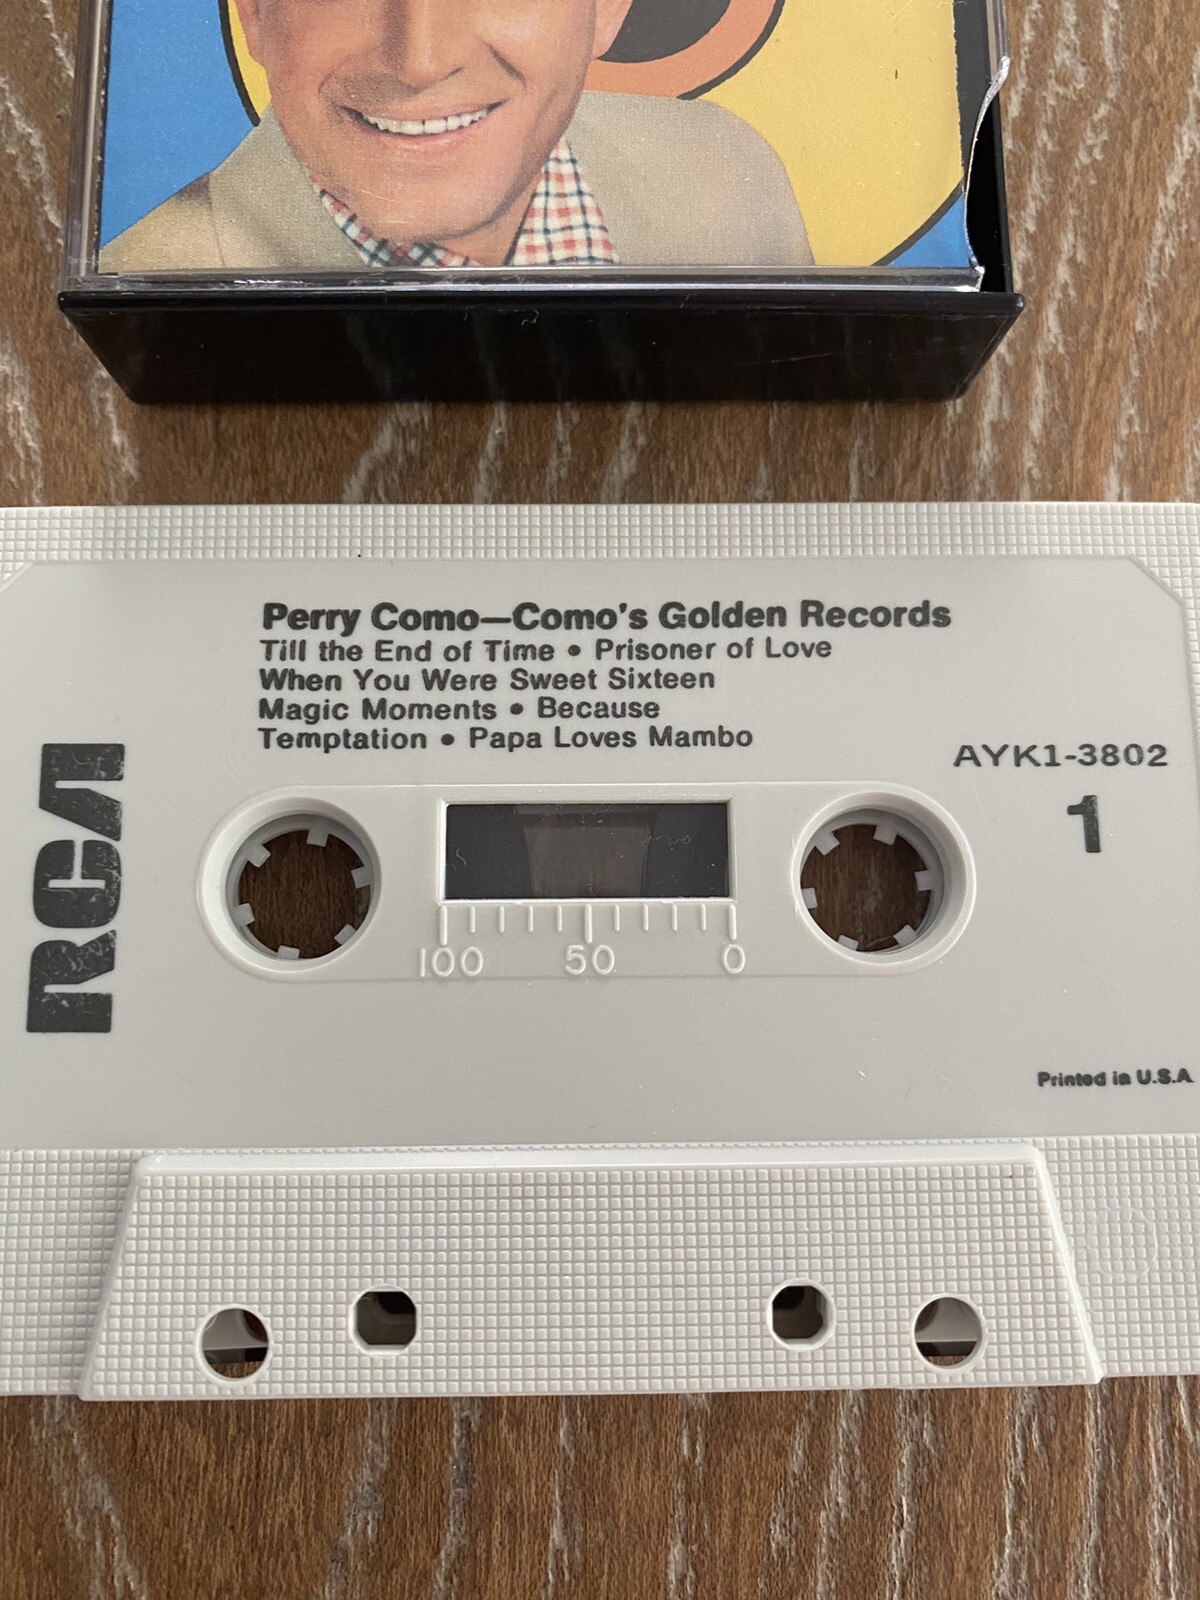 Perry Como—Como's Golden Records
Till the End of Time • Prisoner of Love
When You Were Sweet Sixteen
Magic Moments • Because
Temptation • Papa Loves Mambo
AYK1-3802
1
RCA
100 50 0
Printed in U.S.A